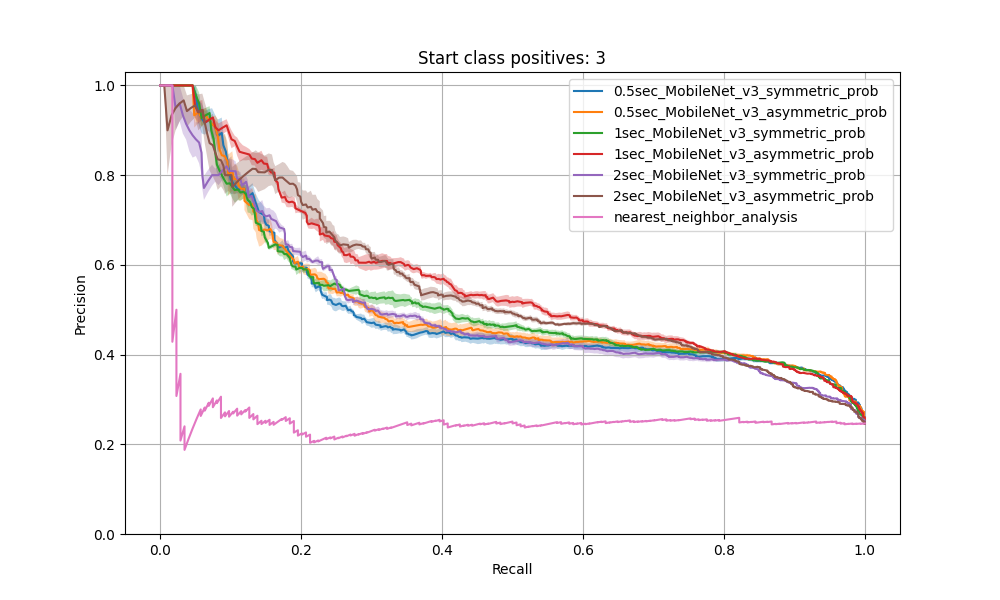 Start class positives: 3
1.0
0.8
0.6
0.4
0.2
0.0
Precision
0.5sec_MobileNet_v3_symmetric_prob
0.5sec_MobileNet_v3_asymmetric_prob
1sec_MobileNet_v3_symmetric_prob
1sec_MobileNet_v3_asymmetric_prob
2sec_MobileNet_v3_symmetric_prob
2sec_MobileNet_v3_asymmetric_prob
nearest_neighbor_analysis
0.0 0.2 0.4 0.6 0.8 1.0
Recall